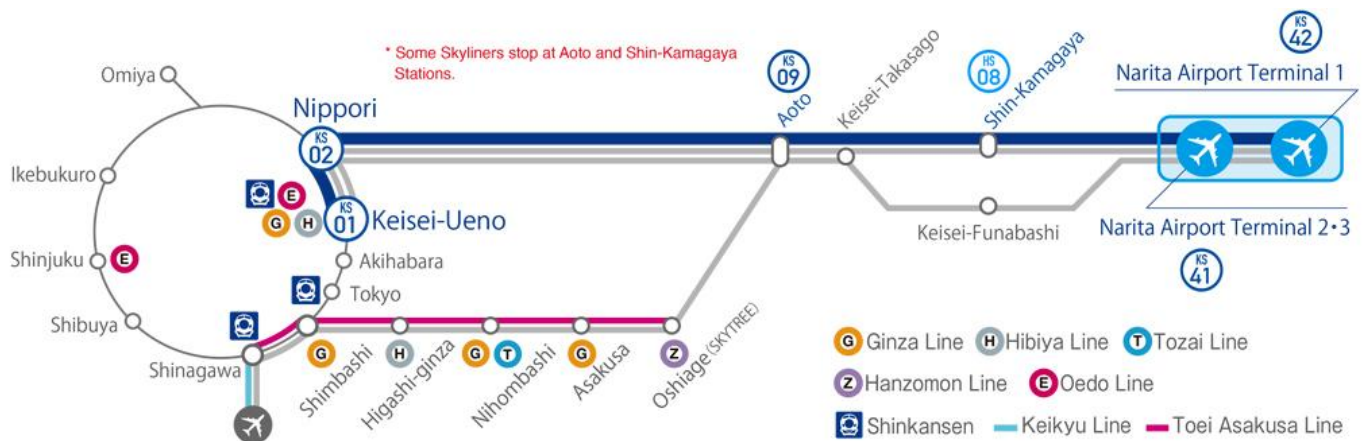 * Some Skyliners stop at Aoto and Shin-Kamagaya
Stations.
Omiya
Nippori
KS
02
KS
09
Aoto
Keisei-Takasago
HS
08
Shin-Kamagaya
KS
42
Narita Airport Terminal 1
Ikebukuro
E
G
H
KS
01
Keisei-Ueno
Keisei-Funabashi
Narita Airport Terminal 2・3
KS
41
Shinjuku
E
Akihabara
Tokyo
Shibuya
Shinagawa
G
Shimbashi
H
Higashi-ginza
G
T
Nihombashi
G
Asakusa
Z
Oshiage (SKYTREE)
G Ginza Line H Hibiya Line T Tozai Line
Z Hanzomon Line E Oedo Line
Shinkansen Keikyu Line Toei Asakusa Line